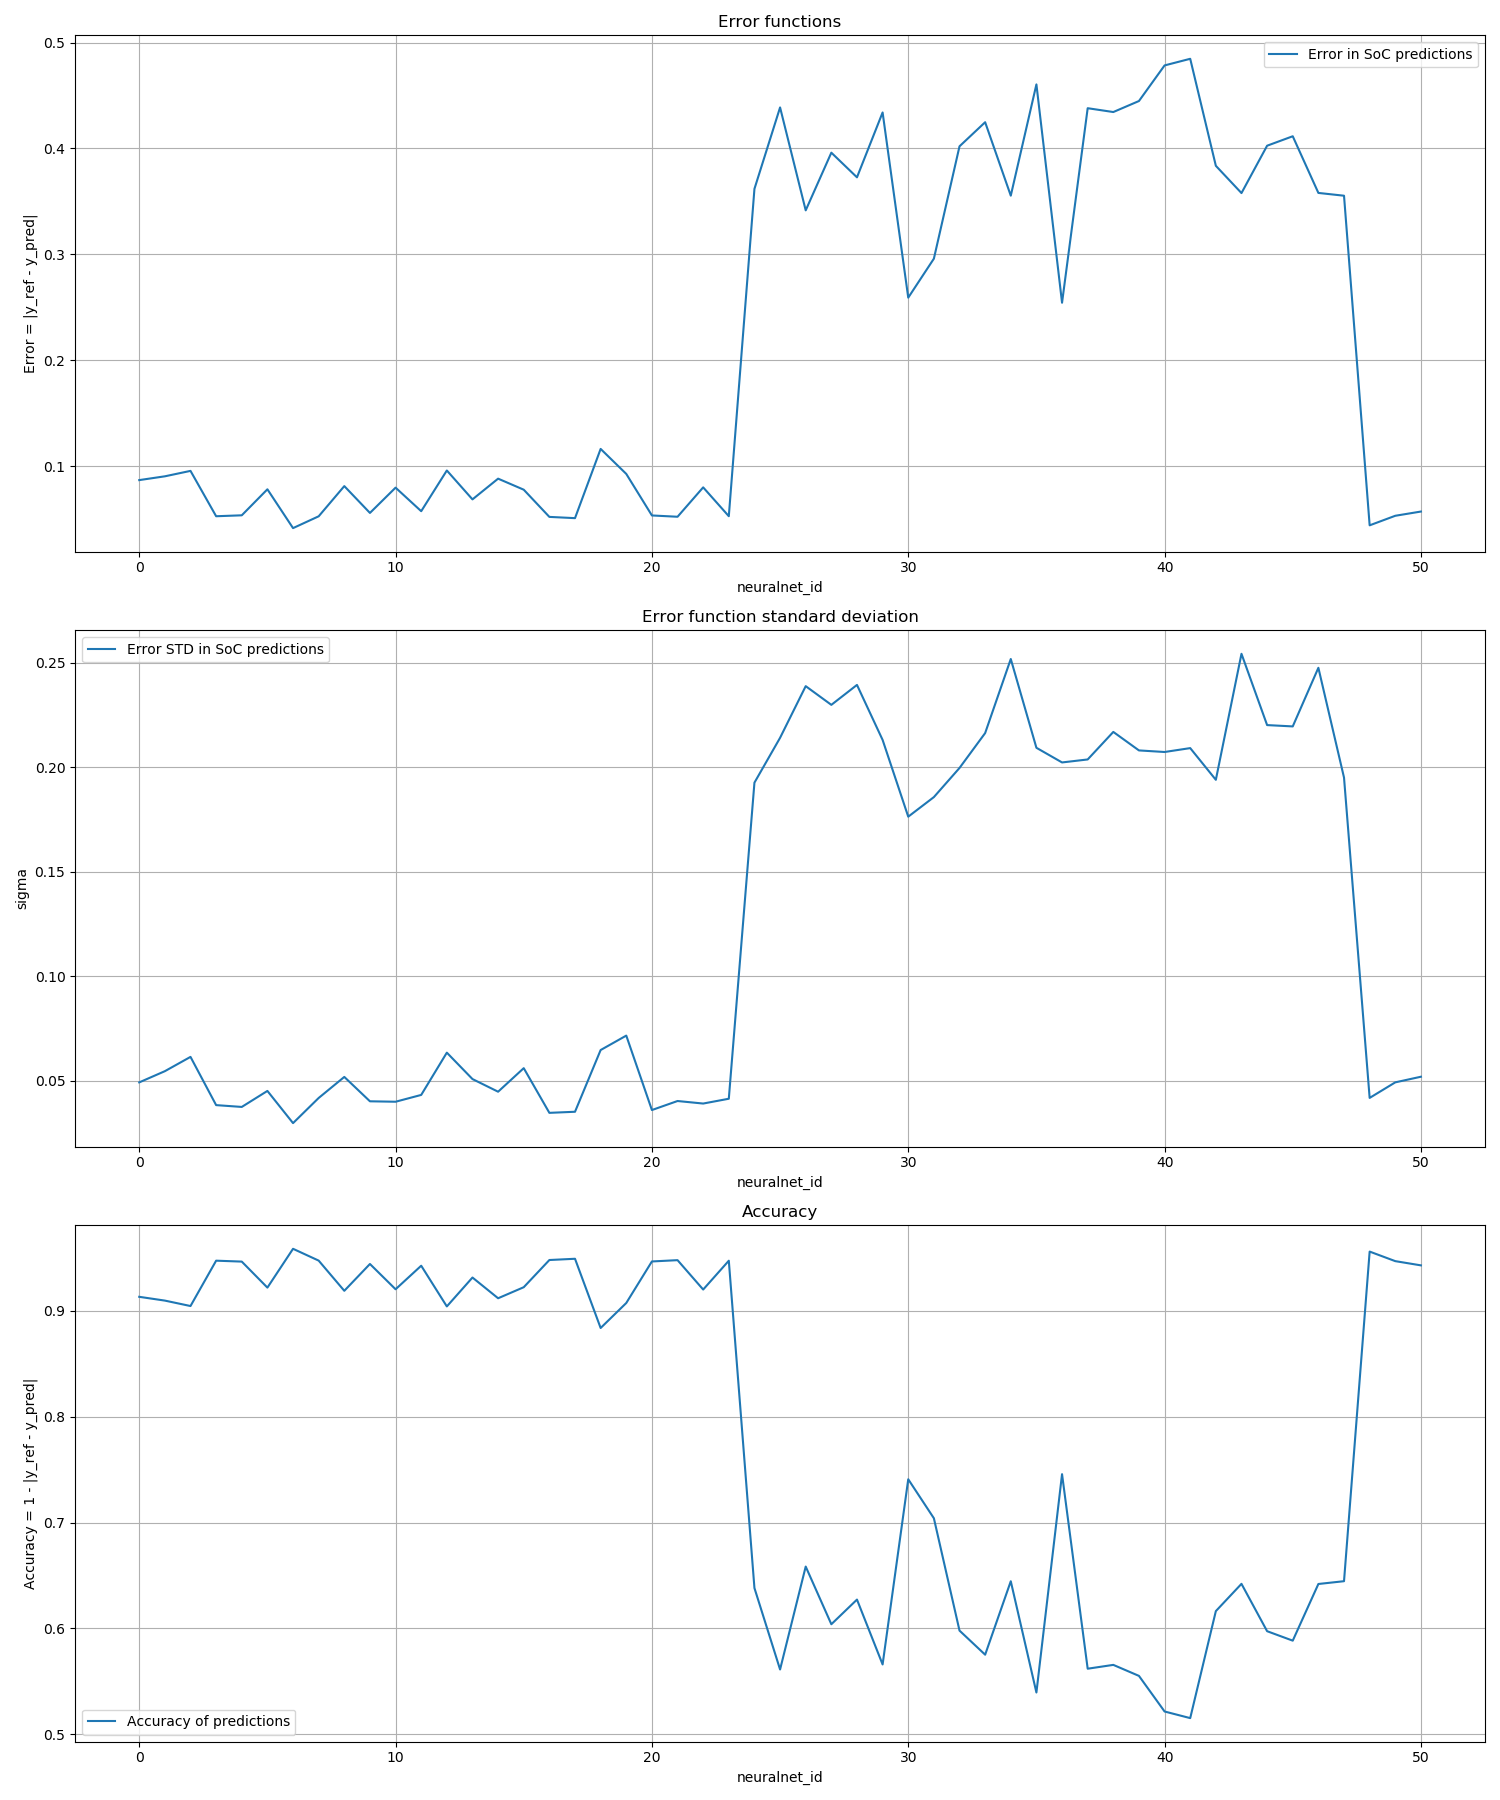 Error functions
Error in SoC predictions
0.5
0.4
0.3
0.2
0.1
Error = |y_ref - y_pred|
0 10 20 30 40 50
neuralnet_id
Error function standard deviation
Error STD in SoC predictions
0.25
0.20
0.15
0.10
0.05
sigma
0 10 20 30 40 50
neuralnet_id
Accuracy
0.9
0.8
0.7
0.6
0.5
Accuracy = 1 - |y_ref - y_pred|
Accuracy of predictions
0 10 20 30 40 50
neuralnet_id